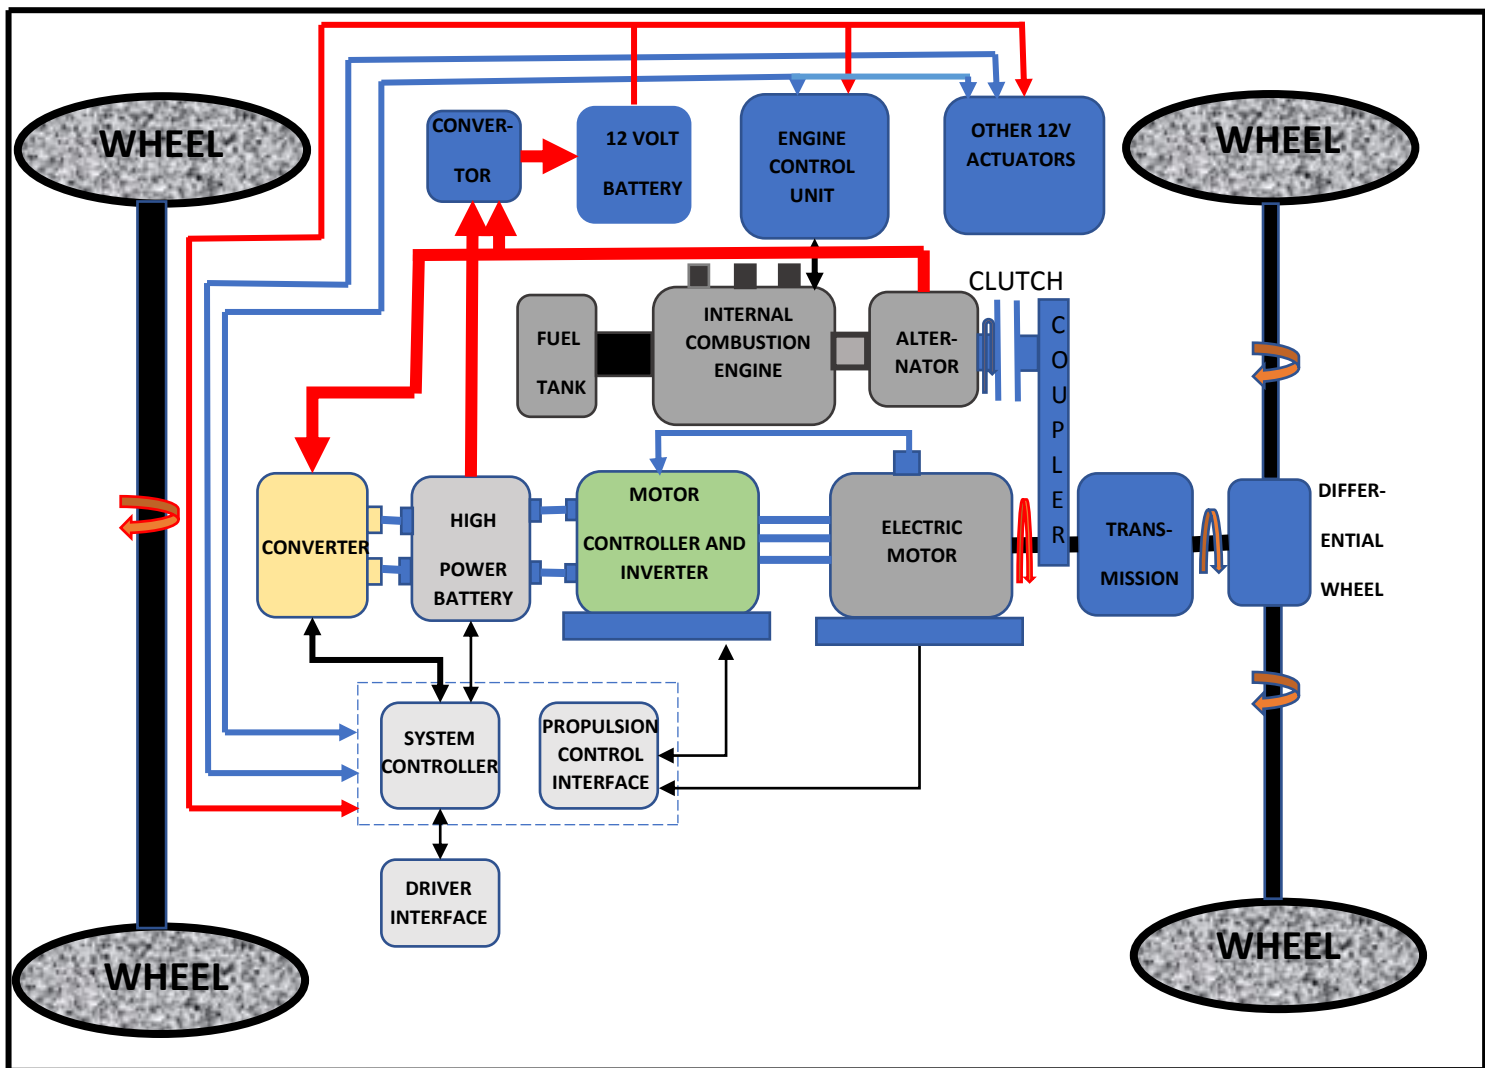 WHEEL
WHEEL
CONVER-
TOR
12 VOLT
BATTERY
ENGINE
CONTROL
UNIT
OTHER 12V
ACTUATORS
CLUTCH
FUEL
TANK
INTERNAL
COMBUSTION
ENGINE
ALTER-
NATOR
C
O
U
P
L
E
R
CONVERTER
HIGH
POWER
BATTERY
MOTOR
CONTROLLER AND
INVERTER
ELECTRIC
MOTOR
TRANS-
MISSION
DIFFER-
ENTIAL
WHEEL
SYSTEM
CONTROLLER
PROPULSION
CONTROL
INTERFACE
DRIVER
INTERFACE
WHEEL
WHEEL